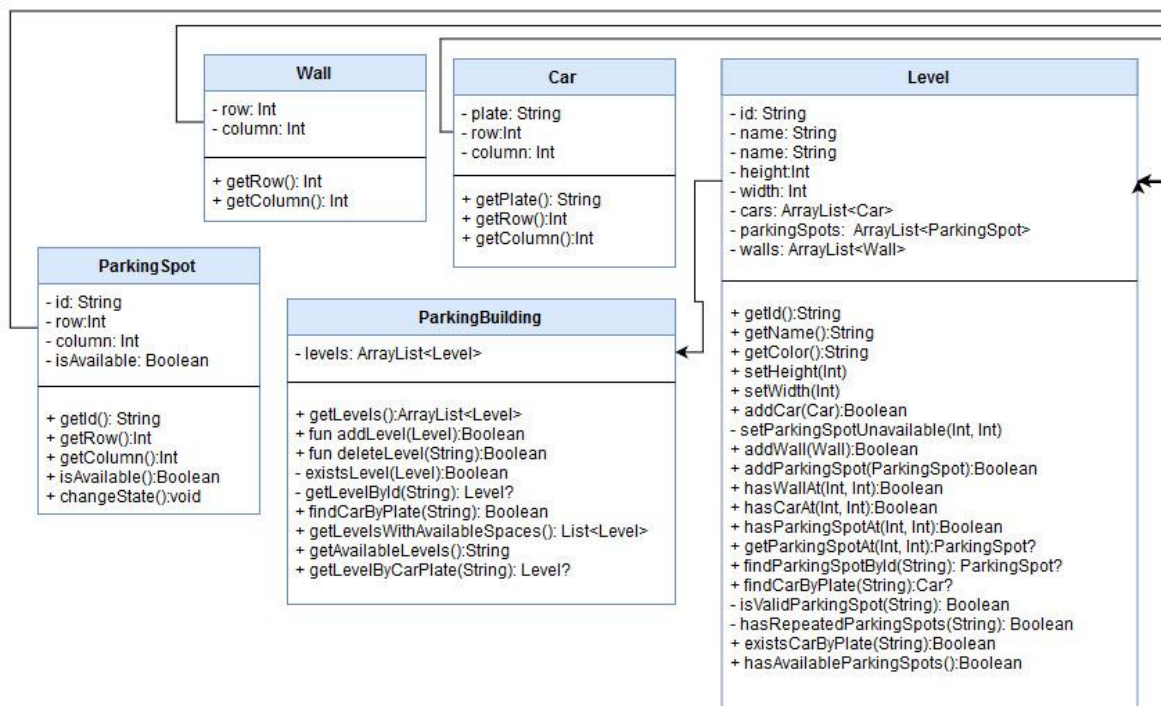 Wall
- row: Int
- column: Int
+ getRow(): Int
+ getColumn(): Int
Car
- plate: String
- row:Int
- column: Int
+ getPlate(): String
+ getRow():Int
+ getColumn():Int
Level
- id: String
- name: String
- name: String
- height:Int
- width: Int
- cars: ArrayList<Car>
- parkingSpots:  ArrayList<ParkingSpot>
- walls: ArrayList<Wall>
+ getId():String
+ getName():String
+ getColor():String
+ setHeight(Int)
+ setWidth(Int)
+ addCar(Car):Boolean
- setParkingSpotUnavailable(Int, Int)
+ addWall(Wall):Boolean
+ addParkingSpot(ParkingSpot):Boolean
+ hasWallAt(Int, Int):Boolean
+ hasCarAt(Int, Int):Boolean
+ hasParkingSpotAt(Int, Int):Boolean
+ getParkingSpotAt(Int, Int):ParkingSpot?
+ findParkingSpotById(String): ParkingSpot?
+ findCarByPlate(String):Car?
- isValidParkingSpot(String): Boolean
- hasRepeatedParkingSpots(String): Boolean
+ existsCarByPlate(String):Boolean
+ hasAvailableParkingSpots():Boolean
ParkingSpot
- id: String
- row:Int
- column: Int
- isAvailable: Boolean
+ getId(): String
+ getRow():Int
+ getColumn():Int
+ isAvailable():Boolean
+ changeState():void
ParkingBuilding
- levels: ArrayList<Level>
+ getLevels():ArrayList<Level>
+ fun addLevel(Level):Boolean
+ fun deleteLevel(String):Boolean
- existsLevel(Level):Boolean
- getLevelById(String): Level?
+ findCarByPlate(String): Boolean
+ getLevelsWithAvailableSpaces(): List<Level>
+ getAvailableLevels():String
+ getLevelByCarPlate(String): Level?